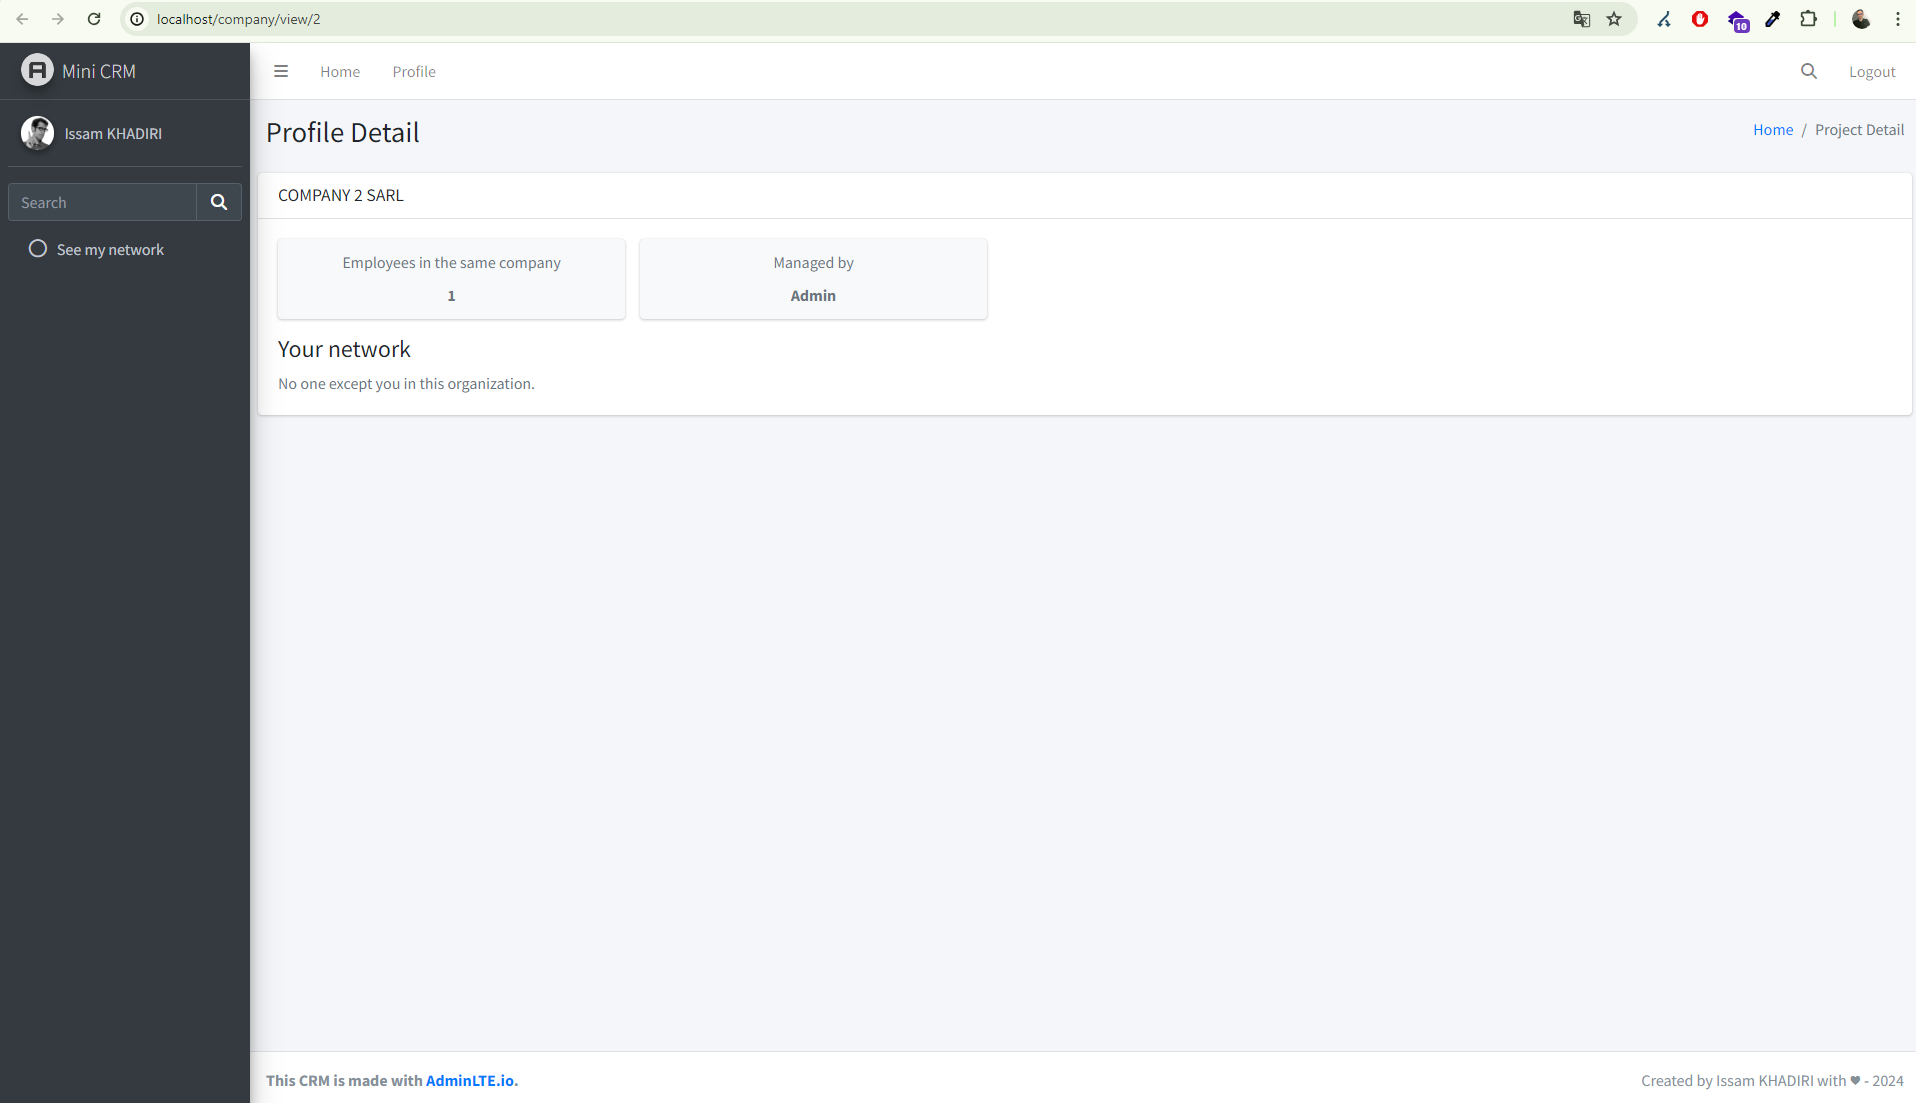 localhost/company/view/2
10
Mini CRM
Home
Profile
Logout
Issam KHADIRI
Search
See my network
Profile Detail
Home / Project Detail
COMPANY 2 SARL
Employees in the same company
1
Managed by
Admin
Your network
No one except you in this organization.
This CRM is made with AdminLTE.io.
Created by Issam KHADIRI with ♥ - 2024